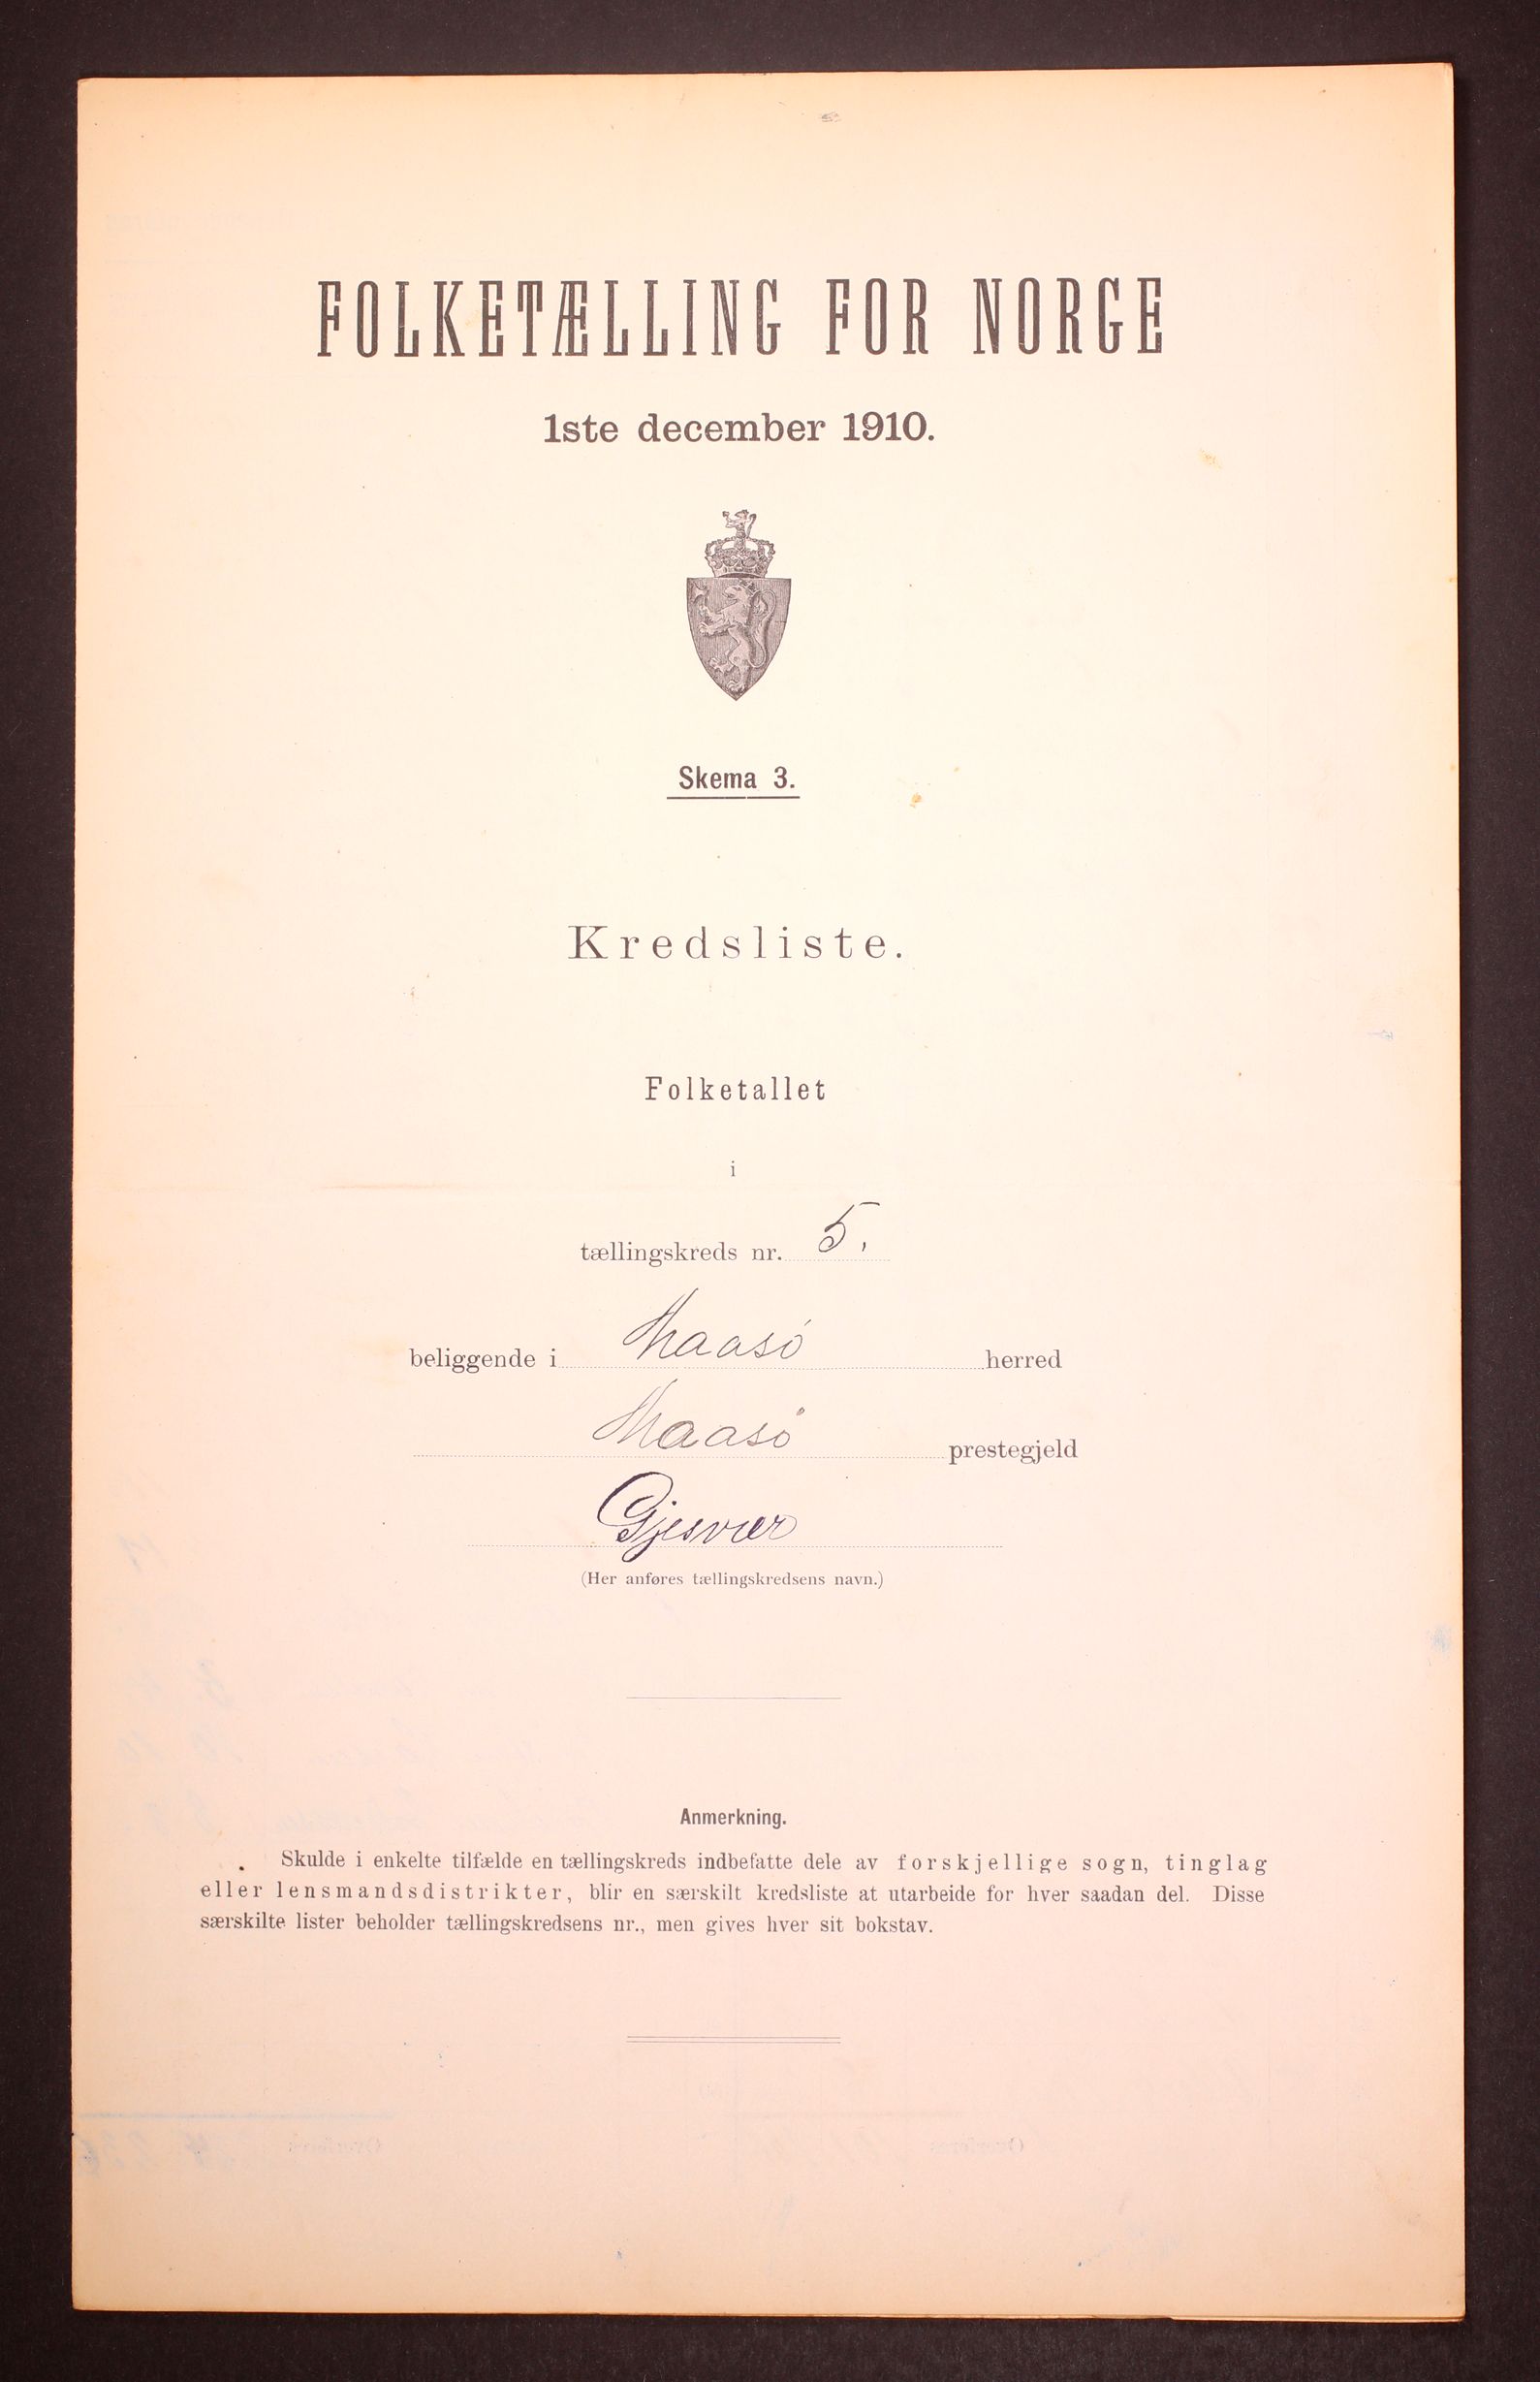 FOLKETÆLLING FOR NORGE
1ste december 1910.
Skema 3.
Kredsliste.
Folketallet
i
tællingskreds nr. 5.
beliggende i Maasö herred
Maasö prestegjeld
Gjesvær
(Her anføres tællingskredsens navn.)
Anmerkning.
Skulde i enkelte tilfælde en tællingskreds indbefatte dele av forskjellige sogn, tinglag
eller lensmandsdistrikter, blir en særskilt kredsliste at utarbeide for hver saadan del. Disse
særskilte lister beholder tællingskredsens nr., men gives hver sit bokstav.